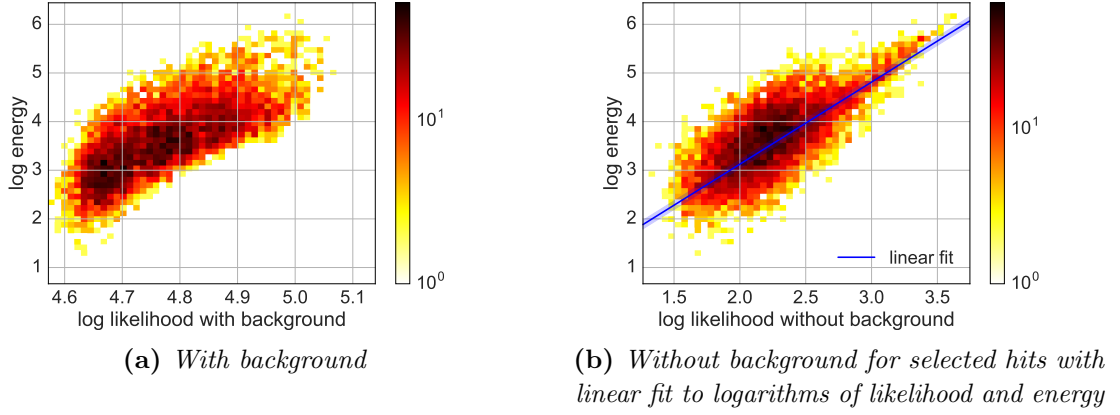 6
5
4
3
2
1
log energy
4.6 4.7 4.8 4.9 5.0 5.1
log likelihood with background
10¹
10⁰
(a) With background
6
5
4
3
2
1
log energy
linear fit
1.5 2.0 2.5 3.0 3.5
log likelihood without background
10¹
10⁰
(b) Without background for selected hits with
linear fit to logarithms of likelihood and energy